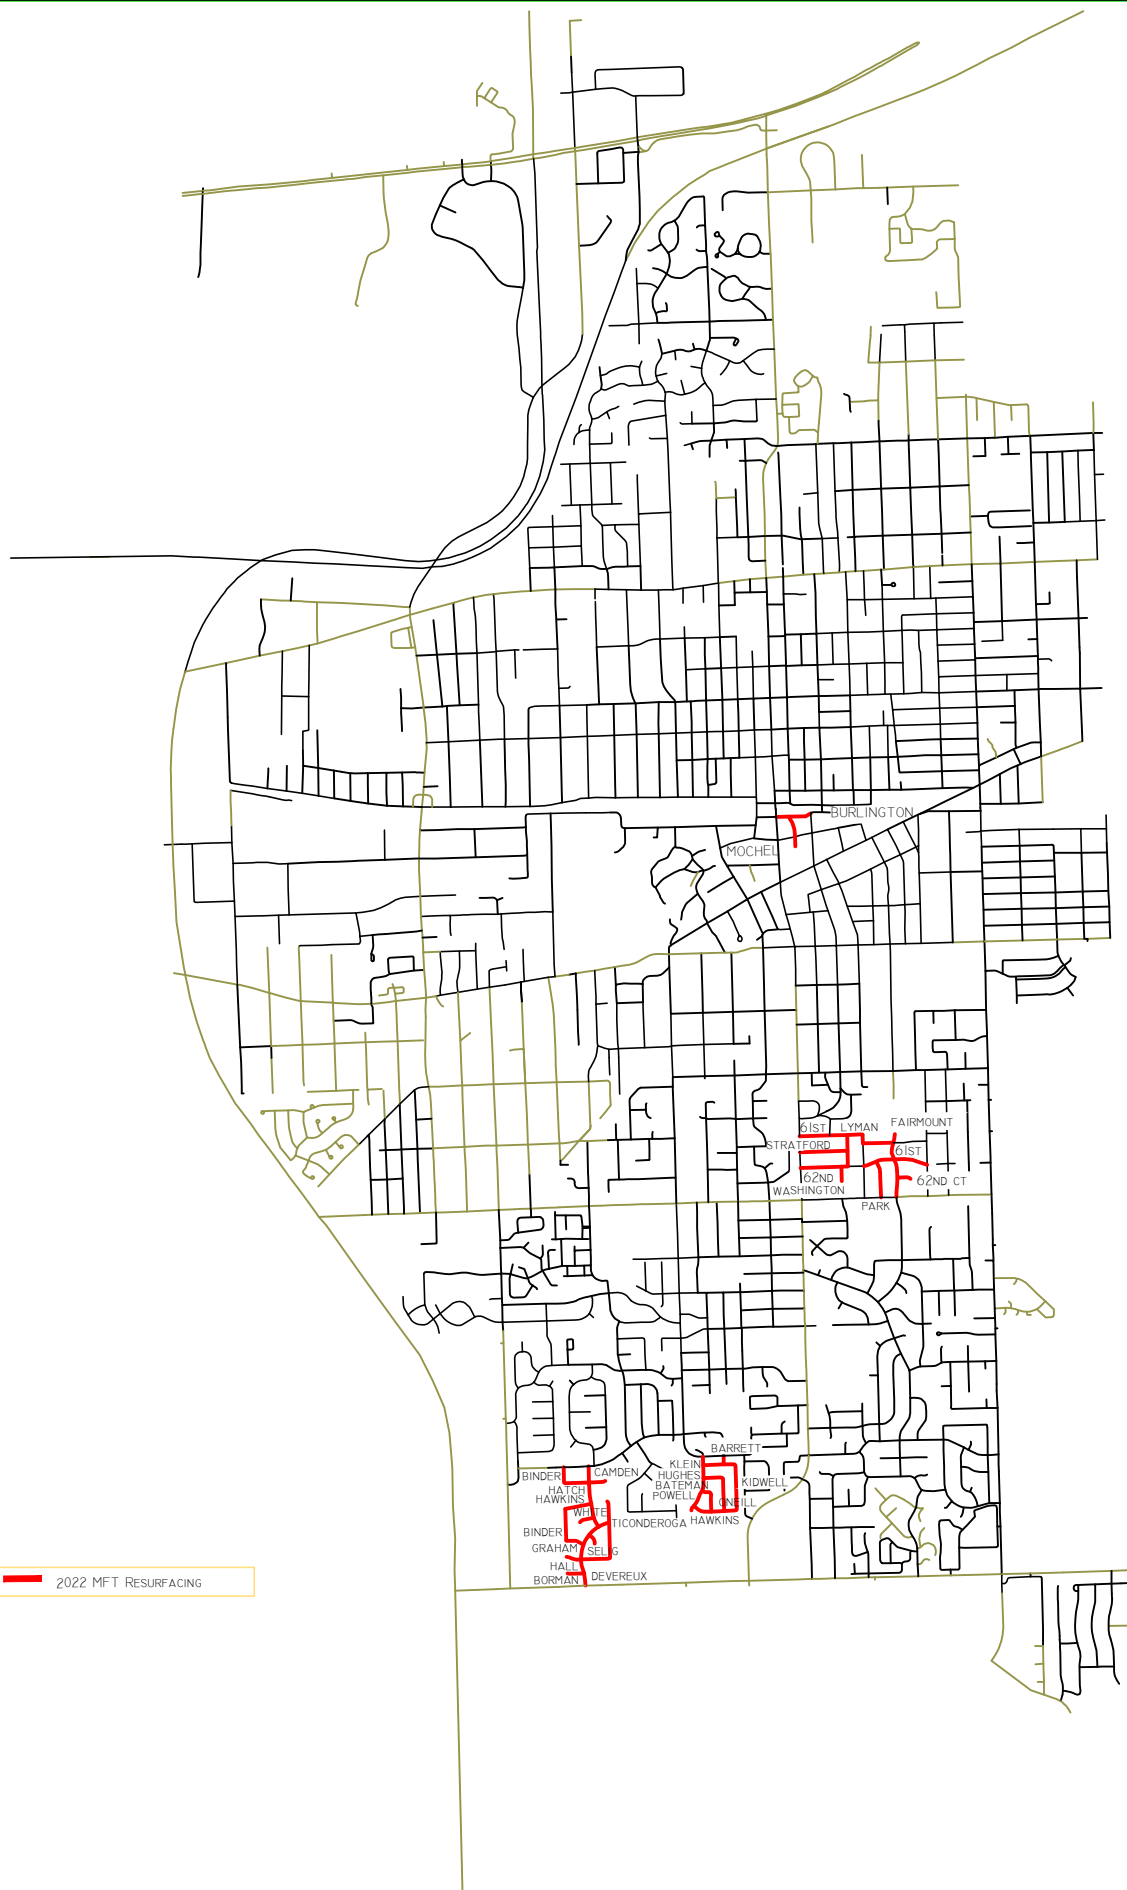 BURLINGTON
MOCHEL
FAIRMOUNT
61ST
LYMAN
STRATFORD
61ST
62ND
62ND CT
WASHINGTON
PARK
BARRETT
KLEIN
CAMDEN
BINDER
HUGHES
KIDWELL
BATEMAN
HATCH
POWELL
HAWKINS
ONEILL
WHITE
HAWKINS
TICONDEROGA
BINDER
GRAHAM
SELIG
HALL
DEVEREUX
BORMAN
2022 MFT RESURFACING